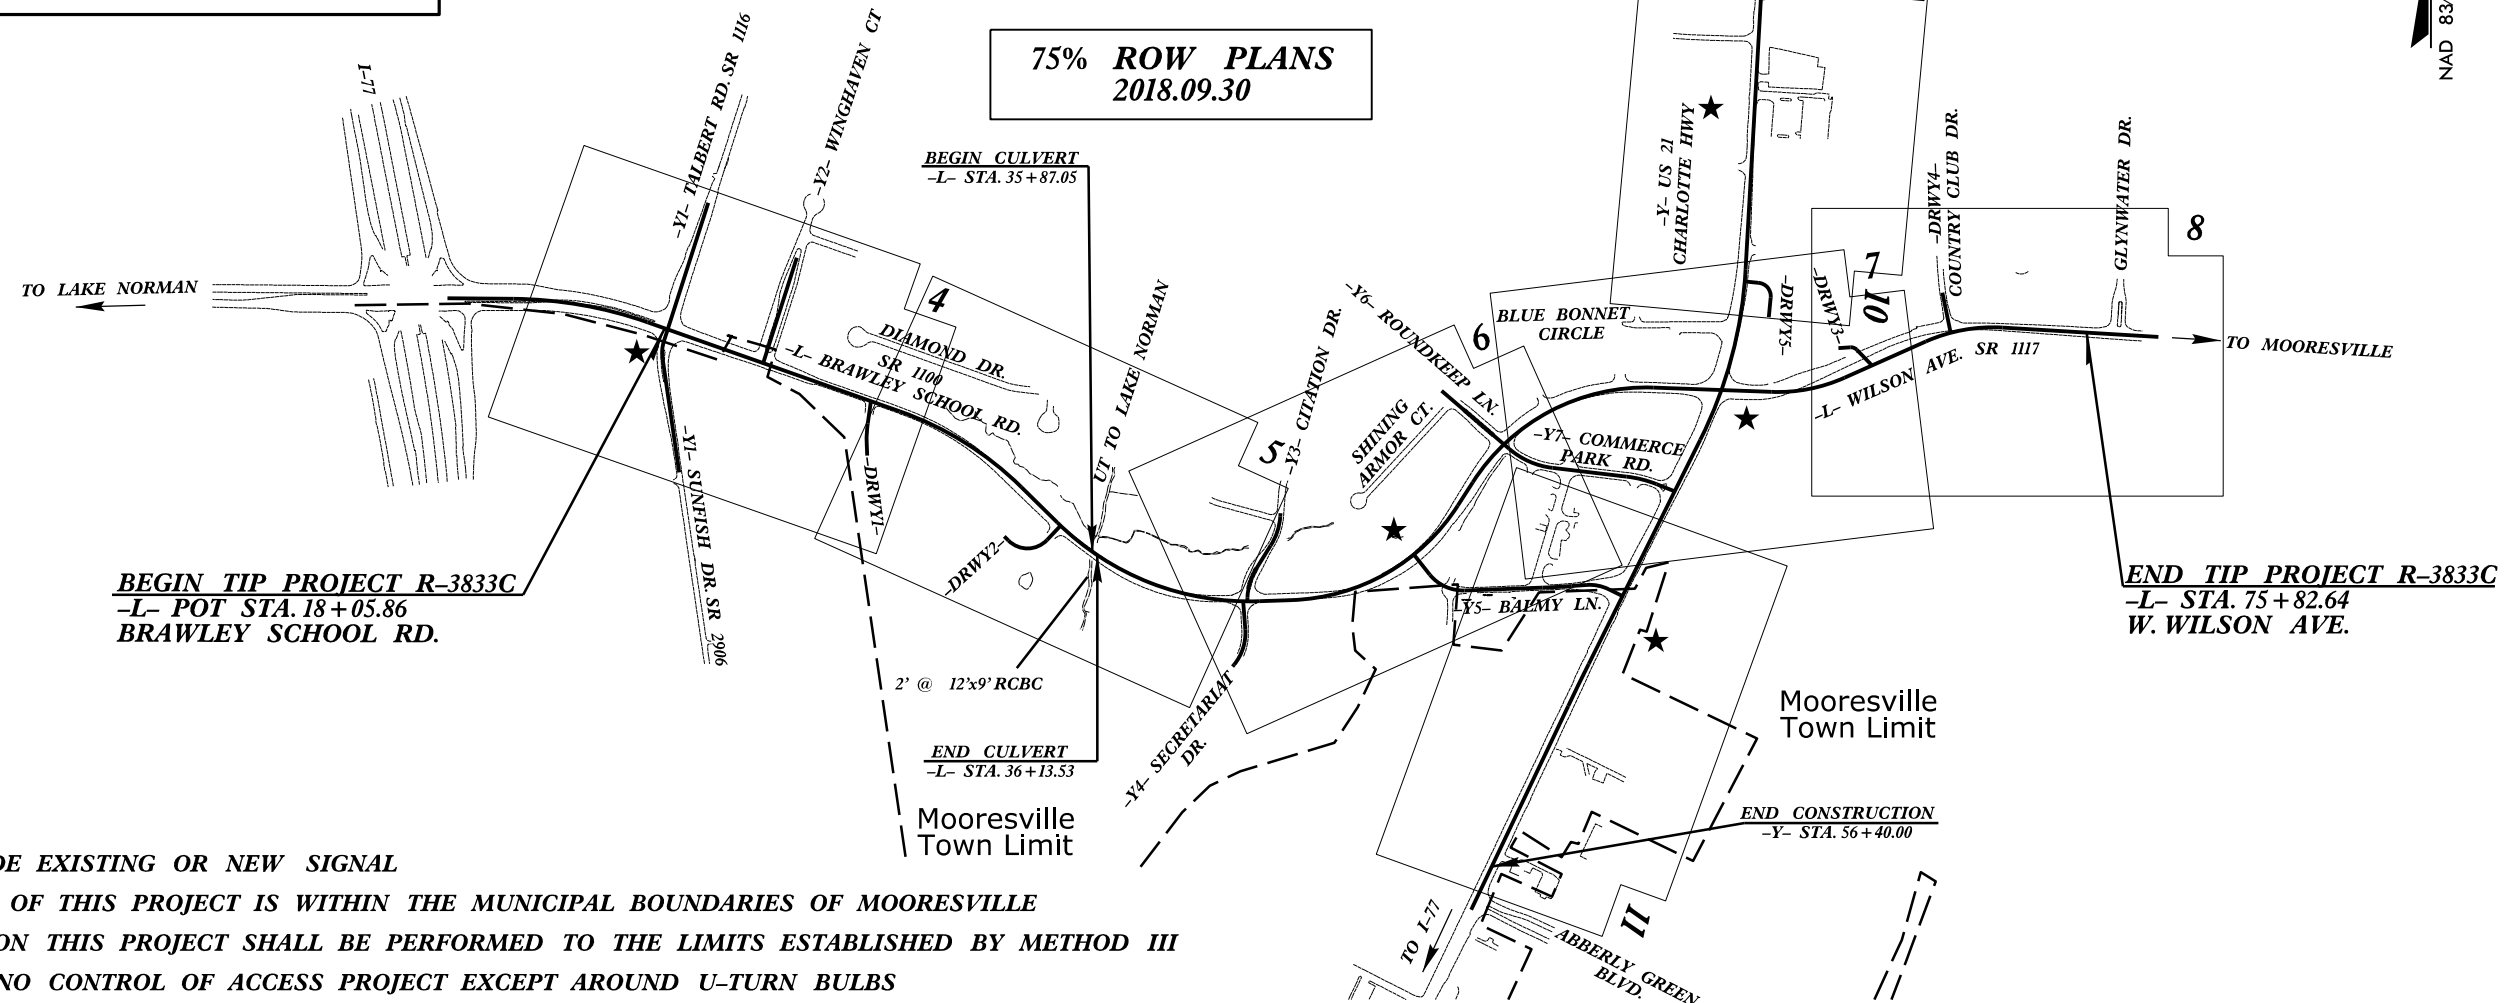 75% ROW PLANS
2018.09.30
NAD 83/
I-77
-Y1- TALBERT RD. SR 1116
-Y2- WINGHAVEN CT
BEGIN CULVERT
-L- STA. 35+87.05
-Y- US 21
CHARLOTTE HWY
-DRWY4-
COUNTRY CLUB DR.
GLYNWATER DR.
8
7
10
TO LAKE NORMAN
4
DIAMOND DR.
-L- BRAWLEY SCHOOL RD.
SR 1100
UT TO LAKE NORMAN
-Y3- CITATION DR.
5
-Y6- ROUNDKEEP LN.
6
BLUE BONNET
CIRCLE
-DRWY5-
-DRWY3-
TO MOORESVILLE
-L- WILSON AVE. SR 1117
SHINING
ARMOR CT.
-Y7- COMMERCE
PARK RD.
-Y1- SUNFISH DR. SR 2906
-DRWY1-
-DRWY2-
BEGIN TIP PROJECT R-3833C
-L- POT STA. 18+05.86
BRAWLEY SCHOOL RD.
END TIP PROJECT R-3833C
-L- STA. 75+82.64
W. WILSON AVE.
-Y5- BALMY LN.
2' @ 12'x9' RCBC
-Y4- SECRETARIAT
DR.
END CULVERT
-L- STA. 36+13.53
Mooresville
Town Limit
Mooresville
Town Limit
END CONSTRUCTION
-Y- STA. 56+40.00
11
TO I-77
ABBERLY GREEN
BLVD.
DE EXISTING OR NEW SIGNAL
OF THIS PROJECT IS WITHIN THE MUNICIPAL BOUNDARIES OF MOORESVILLE
ON THIS PROJECT SHALL BE PERFORMED TO THE LIMITS ESTABLISHED BY METHOD III
NO CONTROL OF ACCESS PROJECT EXCEPT AROUND U-TURN BULBS